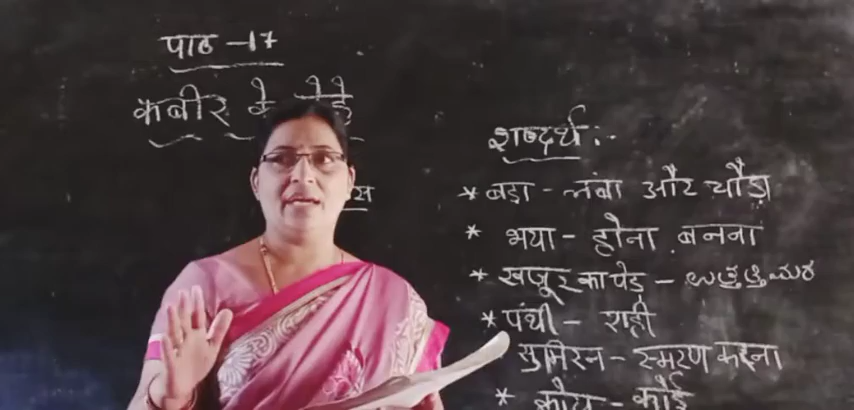 पाठ -17
कबीर के दोहे
स
शब्दार्थ :-
* बड़ा - लंबा और चौड़ा
* भया - होना . बनना
* खजूर का पेड़ -
* पंथी - राही
सुमिरन - स्मरण करना
* कोय - कोई